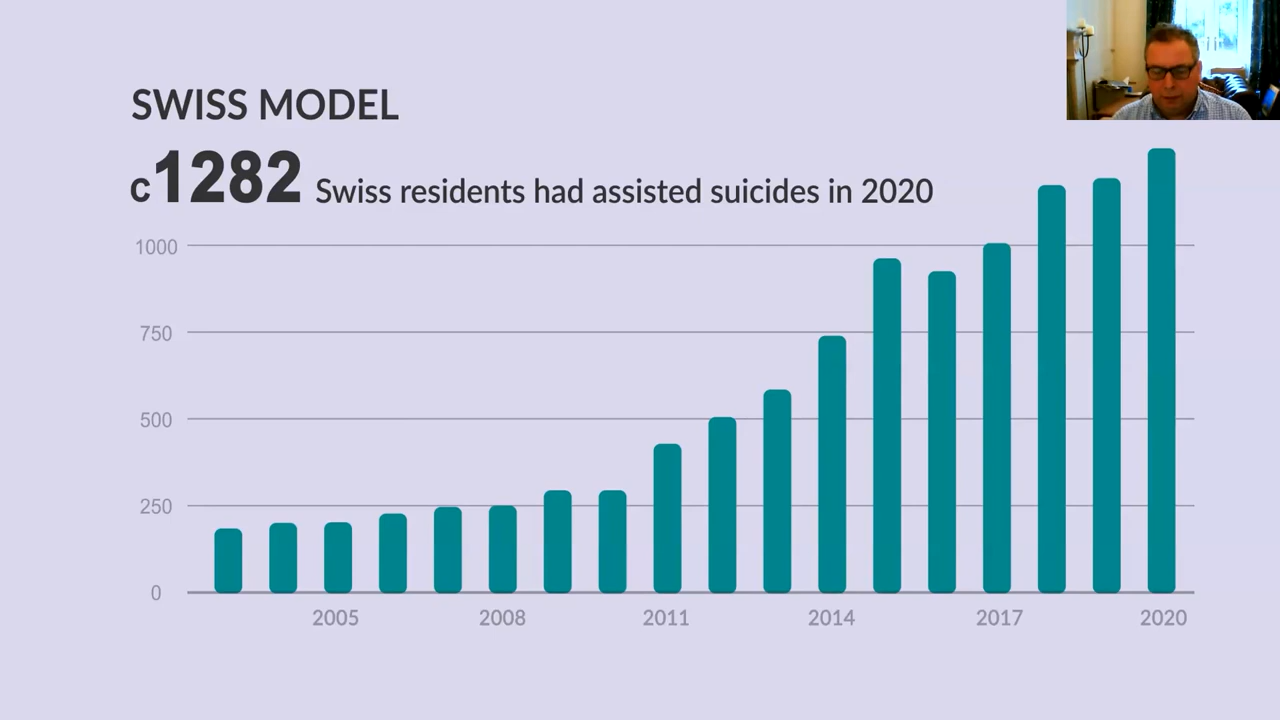 SWISS MODEL
c1282 Swiss residents had assisted suicides in 2020
1000
750
500
250
0
2005 2008 2011 2014 2017 2020